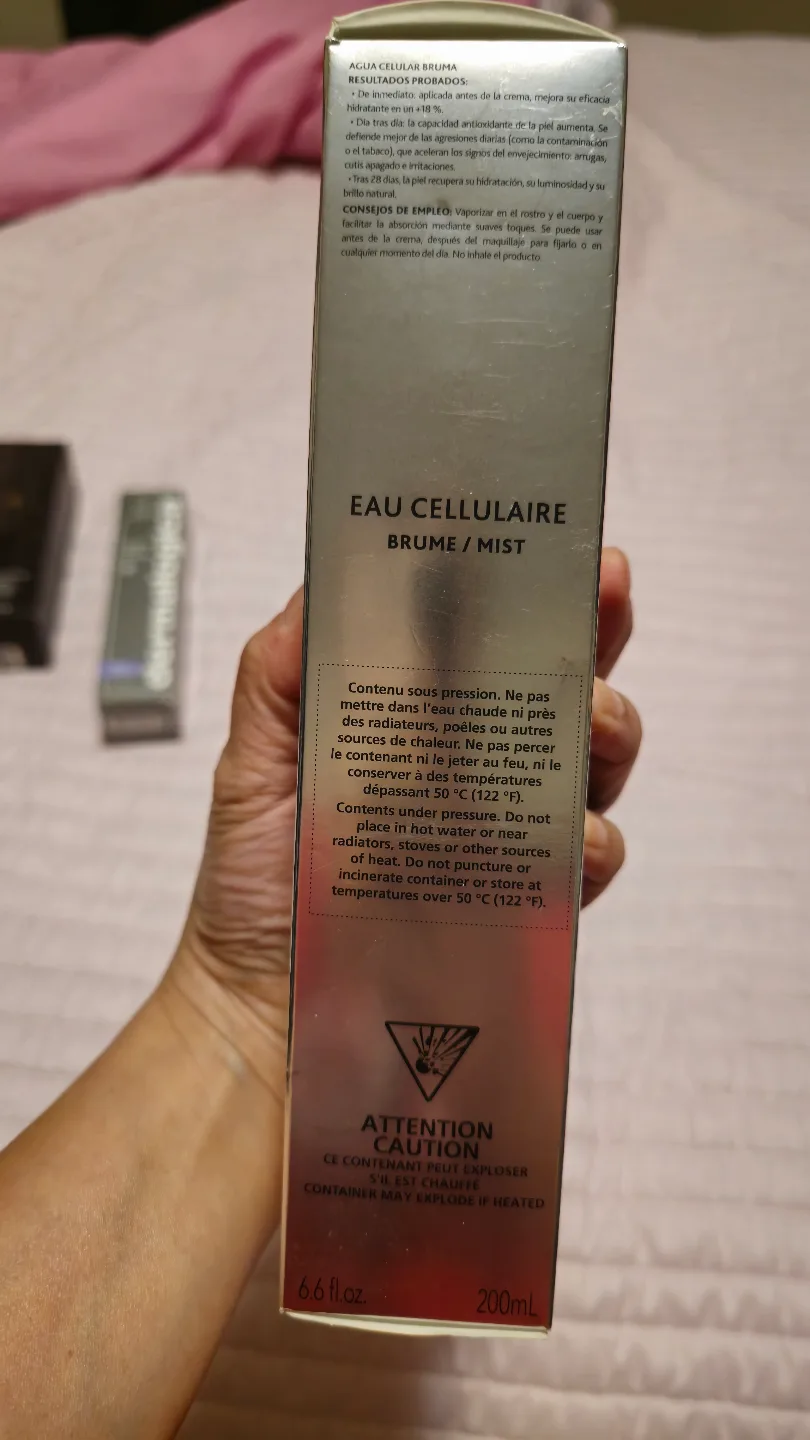 AGUA CELULAR BRUMA
RESULTADOS PROBADOS:
• De inmediato: aplicada antes de la crema, mejora su eficacia
hidratante en un +18 %.
• Día tras día: la capacidad antioxidante de la piel aumenta. Se
defiende mejor de las agresiones diarias (como la contaminación
o el tabaco), que aceleran los signos del envejecimiento: arrugas,
cutis apagado e irritaciones.
• Tras 28 días, la piel recupera su hidratación, su luminosidad y su
brillo natural.
CONSEJOS DE EMPLEO: Vaporizar en el rostro y el cuerpo y
facilitar la absorción mediante suaves toques. Se puede usar
antes de la crema, después del maquillaje para fijarlo o en
cualquier momento del día. No inhale el producto.
EAU CELLULAIRE
BRUME / MIST
Contenu sous pression. Ne pas
mettre dans l'eau chaude ni près
des radiateurs, poêles ou autres
sources de chaleur. Ne pas percer
le contenant ni le jeter au feu, ni le
conserver à des températures
dépassant 50 °C (122 °F).
Contents under pressure. Do not
place in hot water or near
radiators, stoves or other sources
of heat. Do not puncture or
incinerate container or store at
temperatures over 50 °C (122 °F).
ATTENTION
CAUTION
CE CONTENANT PEUT EXPLOSER
S'IL EST CHAUFFÉ
CONTAINER MAY EXPLODE IF HEATED
6.6 fl.oz. 200mL
dermalogica